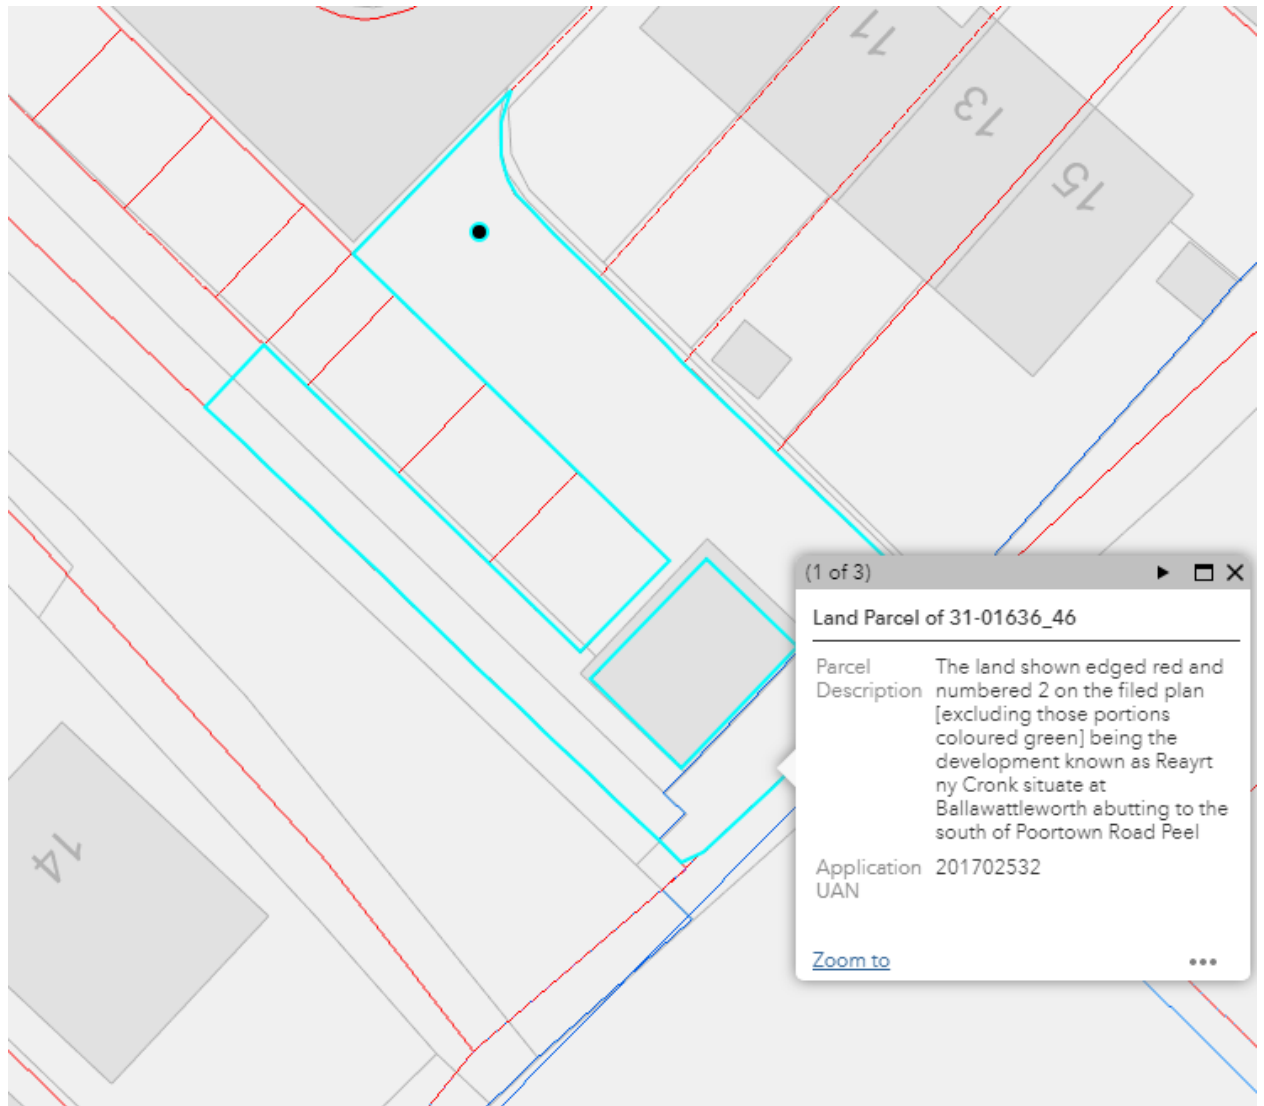 11
13
15
14
(1 of 3)
Land Parcel of 31-01636_46
Parcel Description
The land shown edged red and
numbered 2 on the filed plan
[excluding those portions
coloured green] being the
development known as Reayrt
ny Cronk situate at
Ballawattleworth abutting to the
south of Poortown Road Peel
Application UAN
201702532
Zoom to